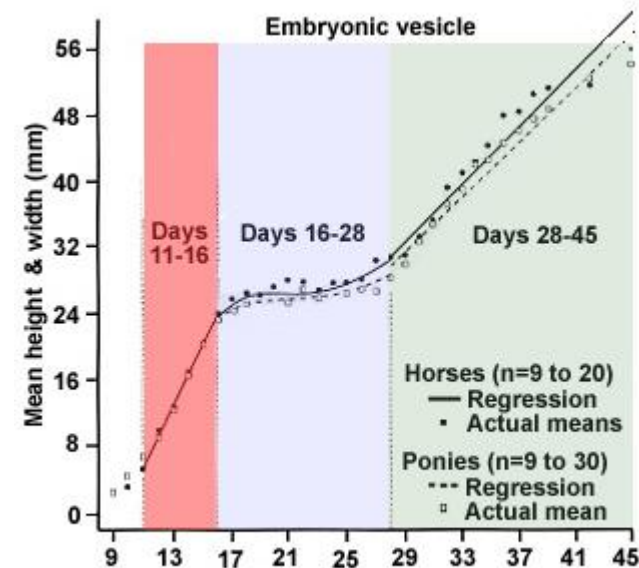 Embryonic vesicle
Mean height & width (mm)
56
48
40
32
24
16
8
0
Days
11-16
Days 16-28
Days 28-45
Horses (n=9 to 20)
Regression
Actual means
Ponies (n=9 to 30)
Regression
Actual mean
9 13 17 21 25 29 33 37 41 45